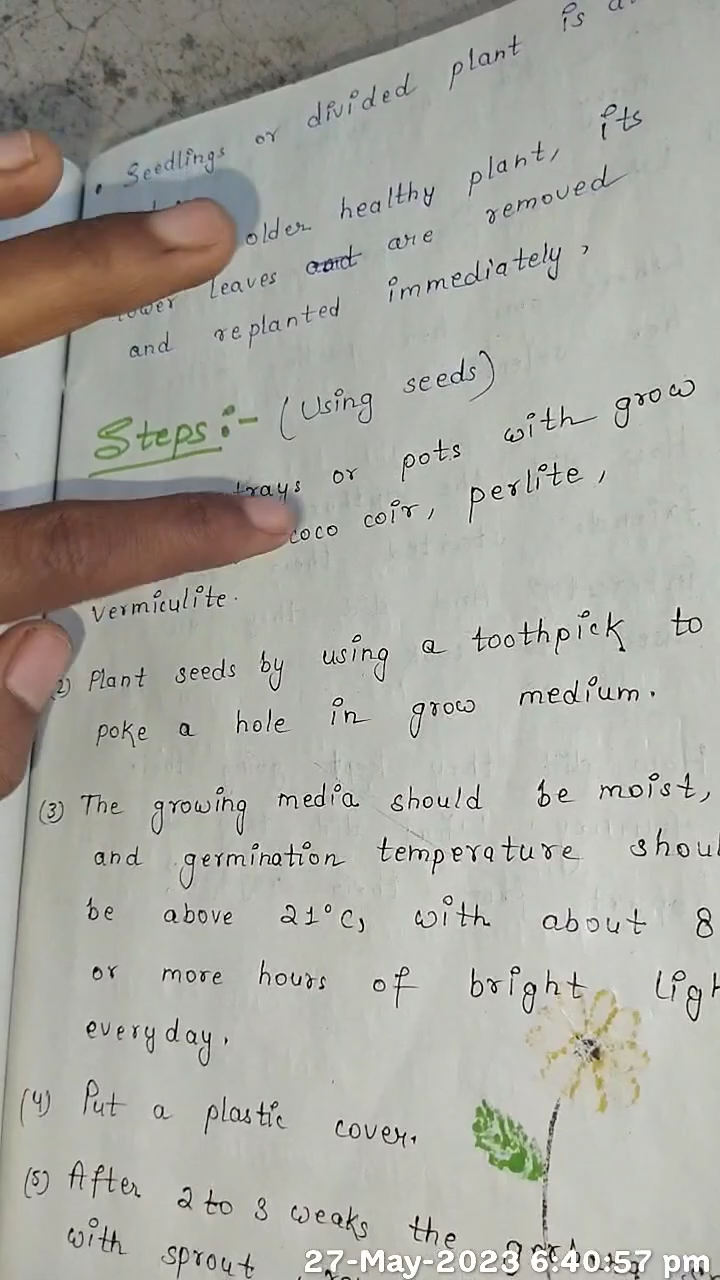 • Seedlings or divided plant is
older healthy plant, its
lower leaves are removed
and replanted immediately,
Steps :- (Using seeds)
trays or pots with grow
coco coir, perlite,
vermiculite.
(2) Plant seeds by using a toothpick to
poke a hole in grow medium.
(3) The growing media should be moist,
and germination temperature shoul
be above 21°C, with about 8
or more hours of bright ligh
everyday.
(4) Put a plastic cover.
(5) After 2 to 3 weaks the
with sprout
27-May-2023 6:40:57 pm